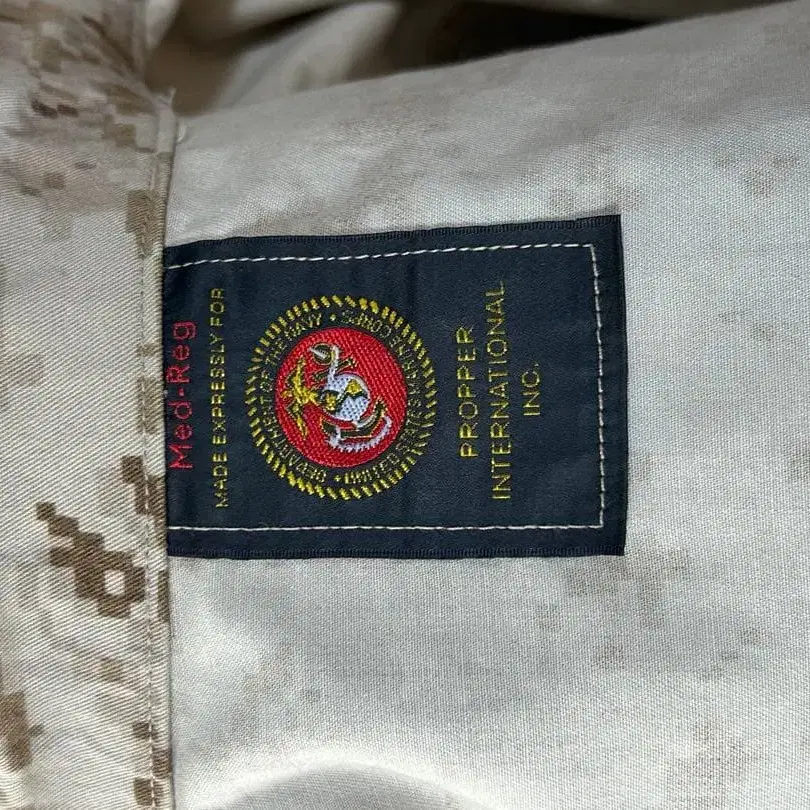 Med-Reg
MADE EXPRESSLY FOR
DEPARTMENT OF THE NAVY • UNITED STATES MARINE CORPS •
PROPPER
INTERNATIONAL
INC.